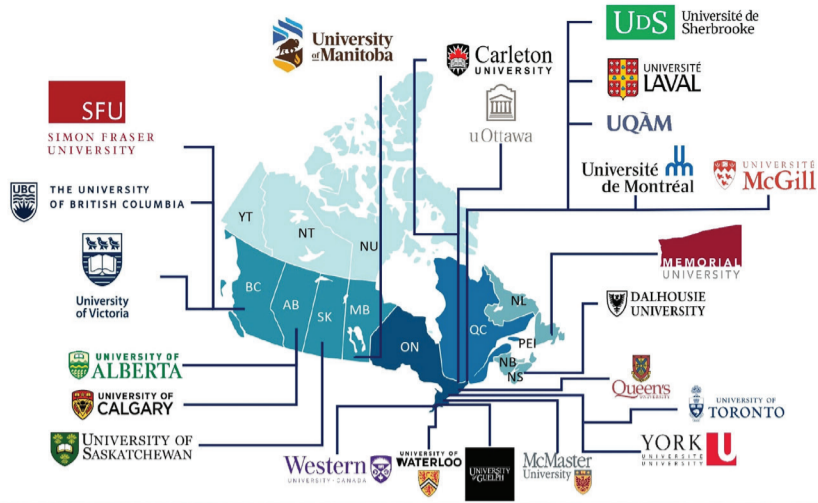 University
of Manitoba
Carleton
UNIVERSITY
uOttawa
UDS
Université de
Sherbrooke
UNIVERSITÉ
LAVAL
UQÀM
Université
de Montréal
UNIVERSITÉ
McGill
SFU
SIMON FRASER
UNIVERSITY
UBC
THE UNIVERSITY
OF BRITISH COLUMBIA
University
of Victoria
YT
NT
NU
BC
AB
SK
MB
ON
QC
NL
PEI
NB
NS
MEMORIAL
UNIVERSITY
DALHOUSIE
UNIVERSITY
UNIVERSITY OF
ALBERTA
UNIVERSITY OF
CALGARY
UNIVERSITY OF
SASKATCHEWAN
Queen's
UNIVERSITY
UNIVERSITY OF
TORONTO
YORK U
UNIVERSITÉ
UNIVERSITY
Western
UNIVERSITY · CANADA
UNIVERSITY OF
WATERLOO
UNIVERSITY
OF GUELPH
McMaster
University